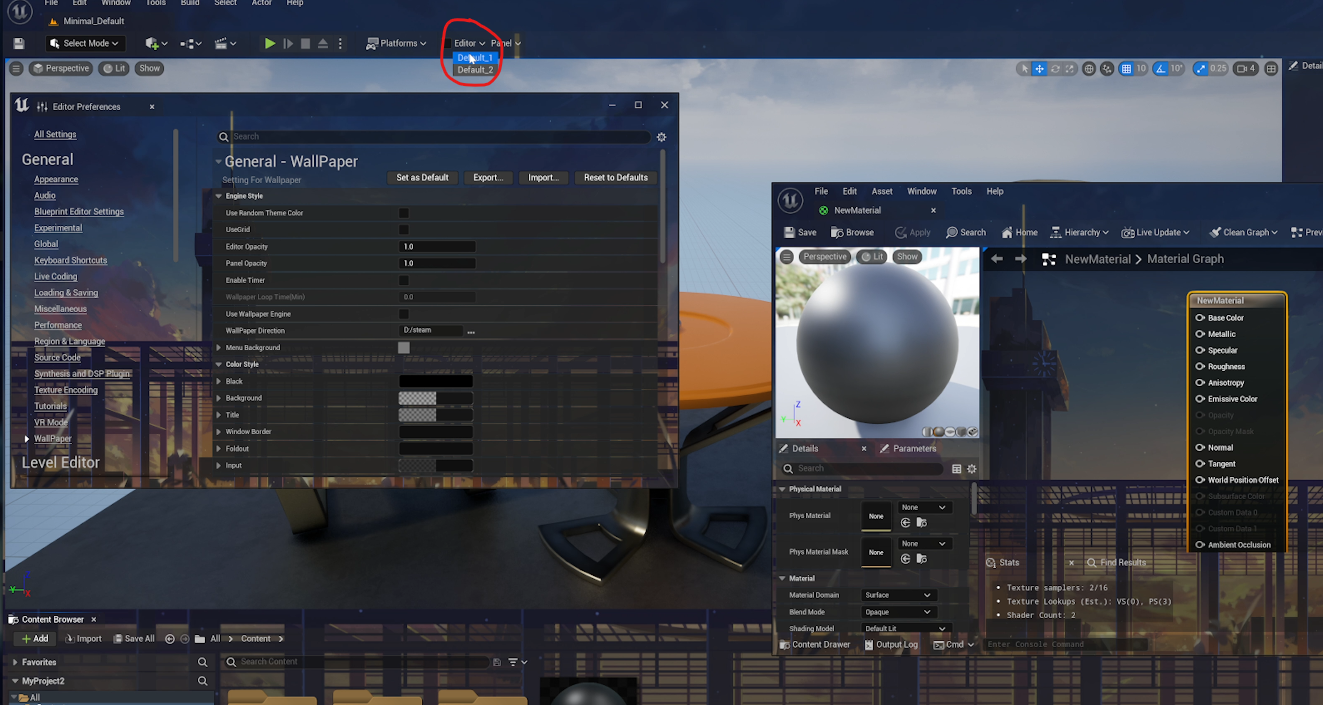 File Edit Window Tools Build Select Actor Help
Minimal_Default
Select Mode Platforms Editor Panel
Default_1
Default_2
Perspective Lit Show 10 10° 0.25 4 Detai
Editor Preferences
All Settings
General
Appearance
Audio
Blueprint Editor Settings
Experimental
Global
Keyboard Shortcuts
Live Coding
Loading & Saving
Miscellaneous
Performance
Region & Language
Source Code
Synthesis and DSP Plugin
Texture Encoding
Tutorials
VR Mode
WallPaper
Level Editor
Search
General - WallPaper
Setting For Wallpaper Set as Default Export... Import... Reset to Defaults
Engine Style
Use Random Theme Color
UseGrid
Editor Opacity 1.0
Panel Opacity 1.0
Enable Timer
Wallpaper Loop Time(Min) 0.0
Use Wallpaper Engine
WallPaper Direction D:/steam ...
Menu Background
Color Style
Black
Background
Title
Window Border
Foldout
Input
File Edit Asset Window Tools Help
NewMaterial
Save Browse Apply Search Home Hierarchy Live Update Clean Graph Prev
Perspective Lit Show
NewMaterial > Material Graph
NewMaterial
Base Color
Metallic
Specular
Roughness
Anisotropy
Emissive Color
Opacity
Opacity Mask
Normal
Tangent
World Position Offset
Subsurface Color
Custom Data 0
Custom Data 1
Ambient Occlusion
Z
Y
X
Details Parameters
Search
Physical Material
Phys Material None None
Phys Material Mask None None
Material
Material Domain Surface
Blend Mode Opaque
Shading Model Default Lit
Stats Find Results
Texture samplers: 2/16
Texture Lookups (Est.): VS(0), PS(3)
Shader Count: 2
Content Drawer Output Log Cmd Enter Console Command
Content Browser
Add Import Save All All > Content >
Favorites
Search Content
MyProject2
All